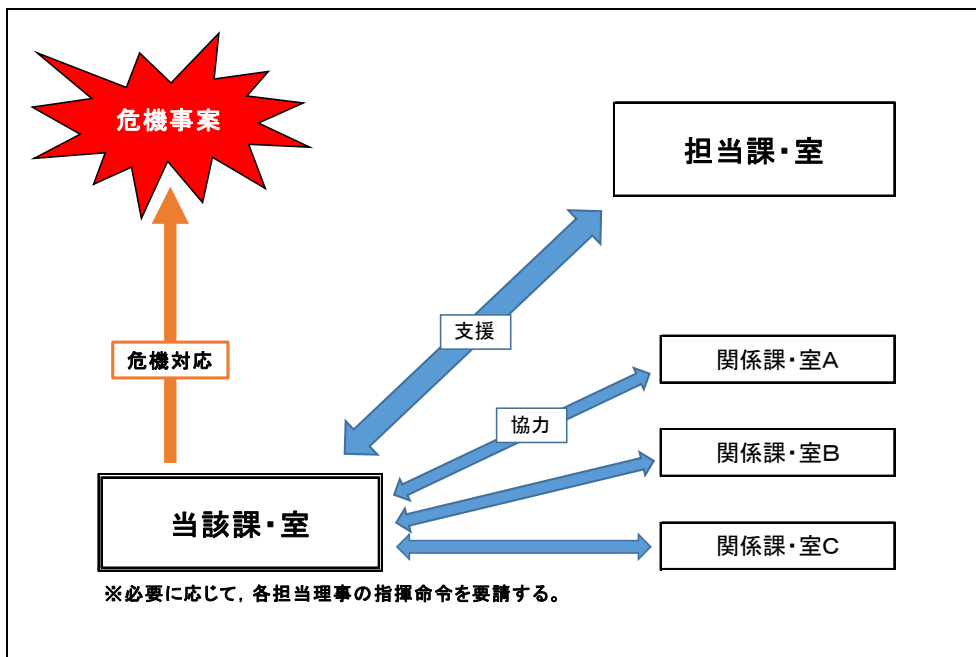 危機事案
担当課・室
支援
危機対応
関係課・室A
協力
関係課・室B
当該課・室
関係課・室C
※必要に応じて，各担当理事の指揮命令を要請する。